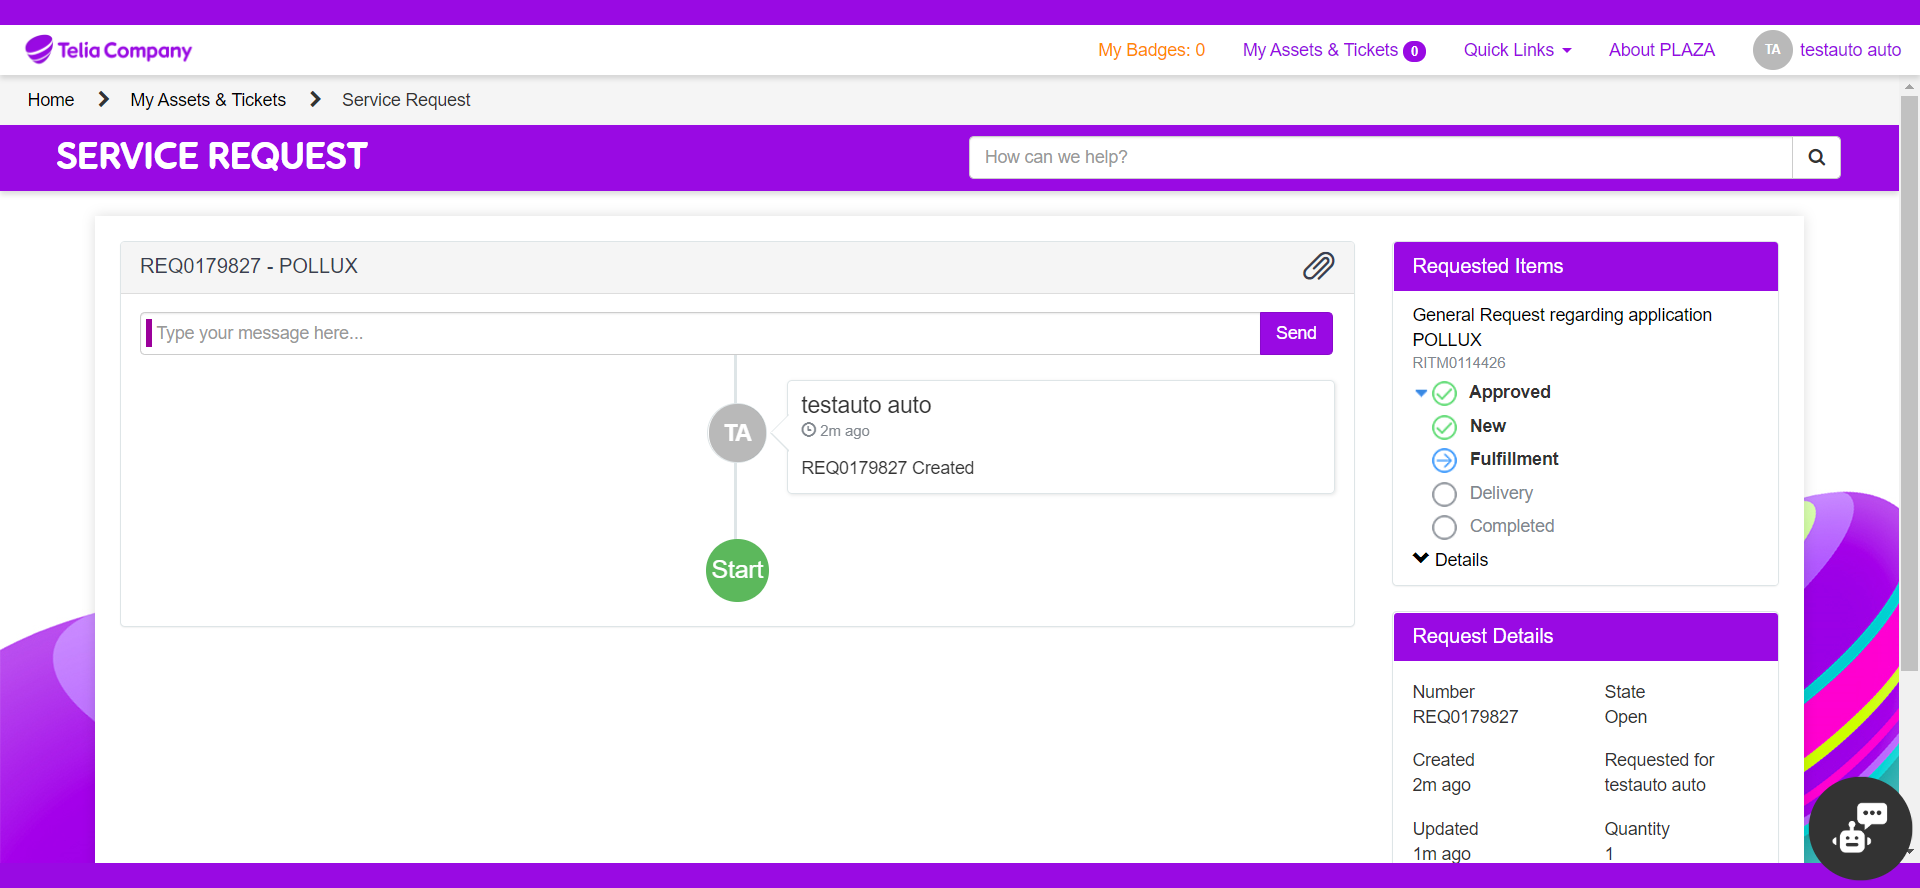 Telia Company
My Badges: 0
My Assets & Tickets 0
Quick Links
About PLAZA
TA testauto auto
Home > My Assets & Tickets > Service Request
SERVICE REQUEST
How can we help?
REQ0179827 - POLLUX
Type your message here...
Send
TA
testauto auto
2m ago
REQ0179827 Created
Start
Requested Items
General Request regarding application
POLLUX
RITM0114426
Approved
New
Fulfillment
Delivery
Completed
Details
Request Details
Number State
REQ0179827 Open
Created Requested for
2m ago testauto auto
Updated Quantity
1m ago 1